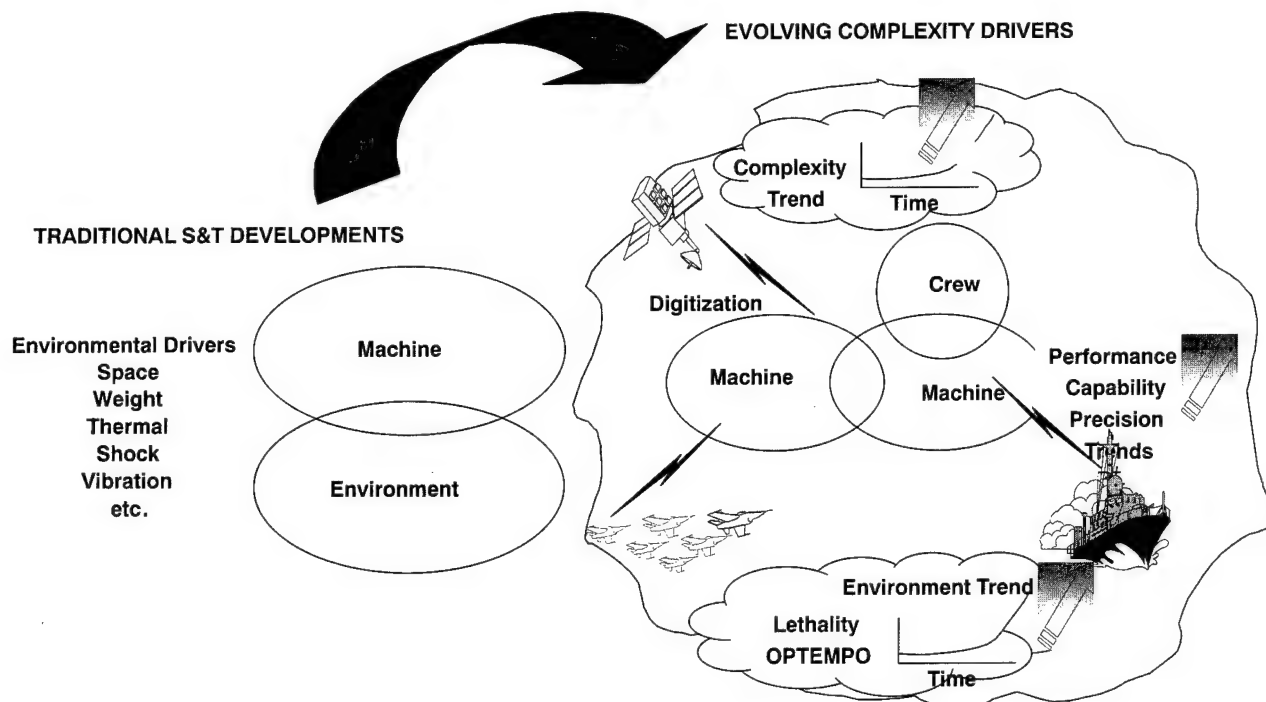 EVOLVING COMPLEXITY DRIVERS
TRADITIONAL S&T DEVELOPMENTS
Environmental Drivers
Space
Weight
Thermal
Shock
Vibration
etc.
Machine
Environment
Complexity
Trend
Time
Digitization
Crew
Machine
Machine
Performance
Capability
Precision
Trends
Environment Trend
Lethality
OPTEMPO
Time